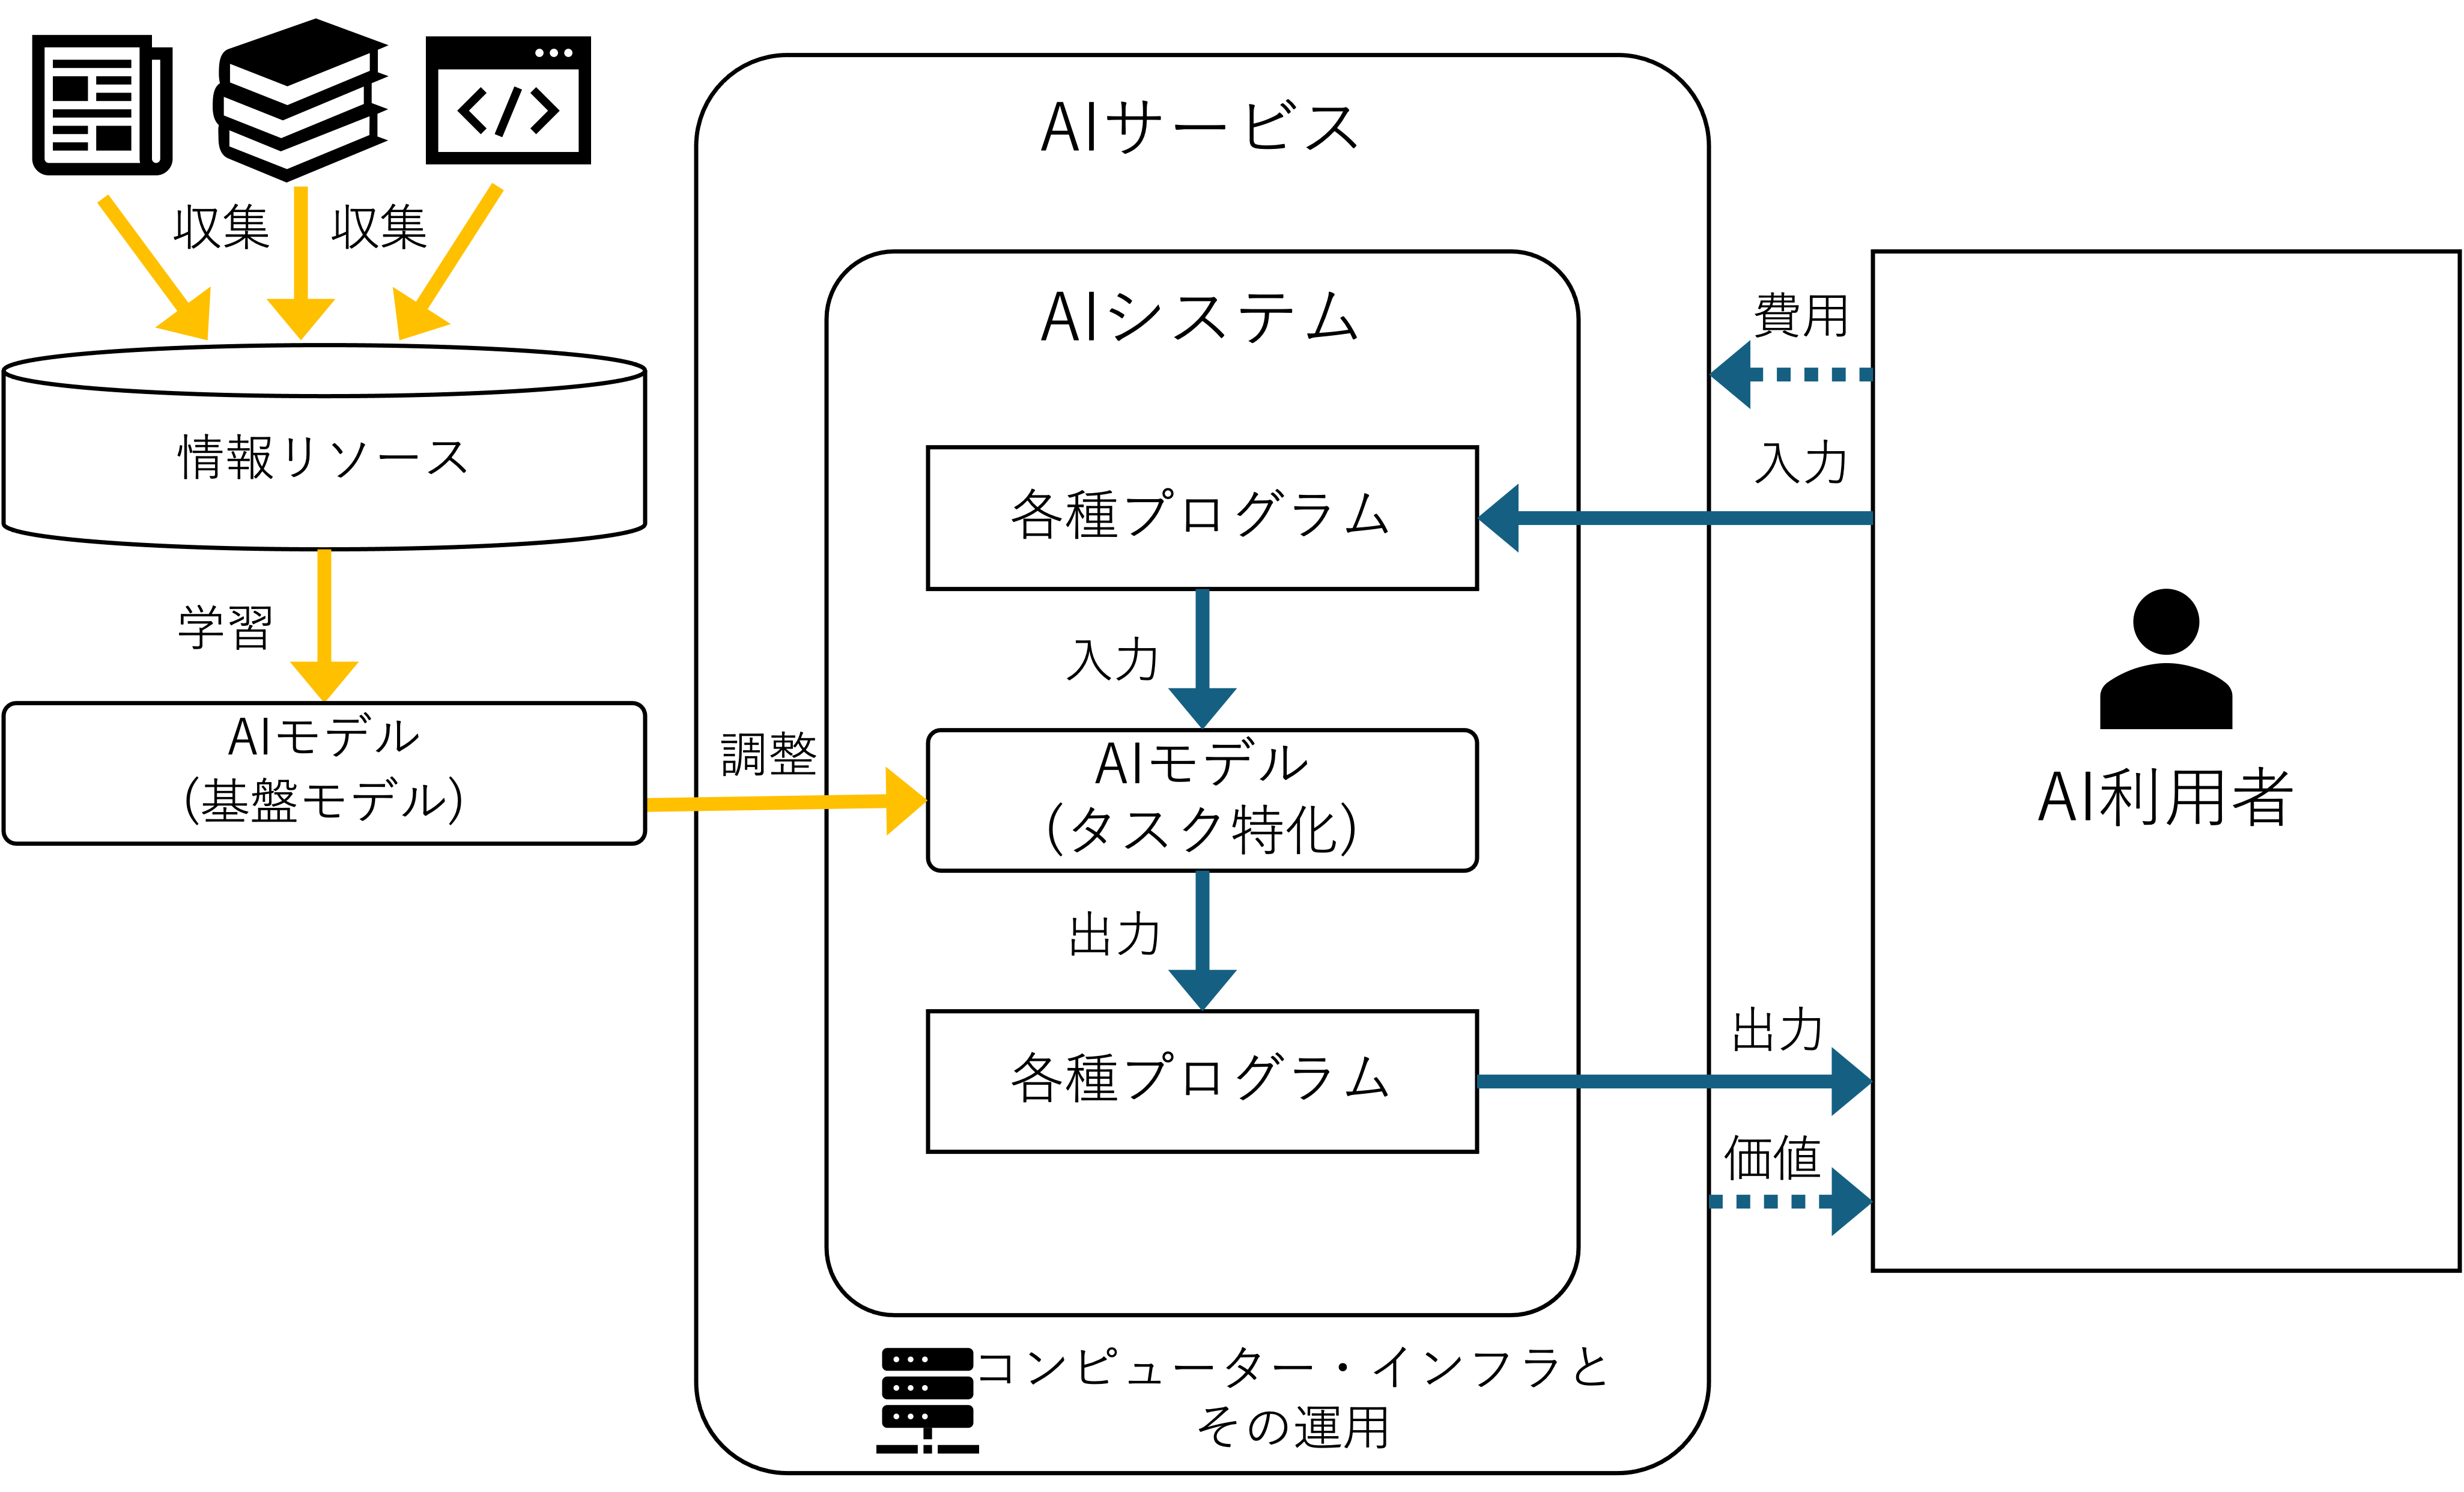 </>
収集
収集
情報リソース
学習
AIモデル
(基盤モデル)
調整
AIサービス
AIシステム
各種プログラム
入力
AIモデル
(タスク特化)
出力
各種プログラム
コンピューター・インフラと
その運用
費用
入力
出力
価値
AI利用者